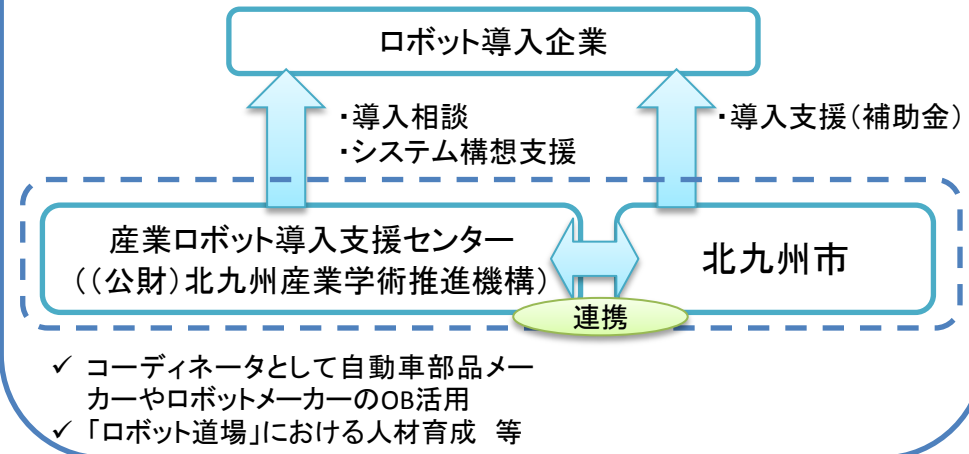 ロボット導入企業
・導入相談
・システム構想支援
・導入支援(補助金)
産業ロボット導入支援センター
((公財)北九州産業学術推進機構)
北九州市
連携
✓ コーディネータとして自動車部品メー
カーやロボットメーカーのOB活用
✓ 「ロボット道場」における人材育成 等